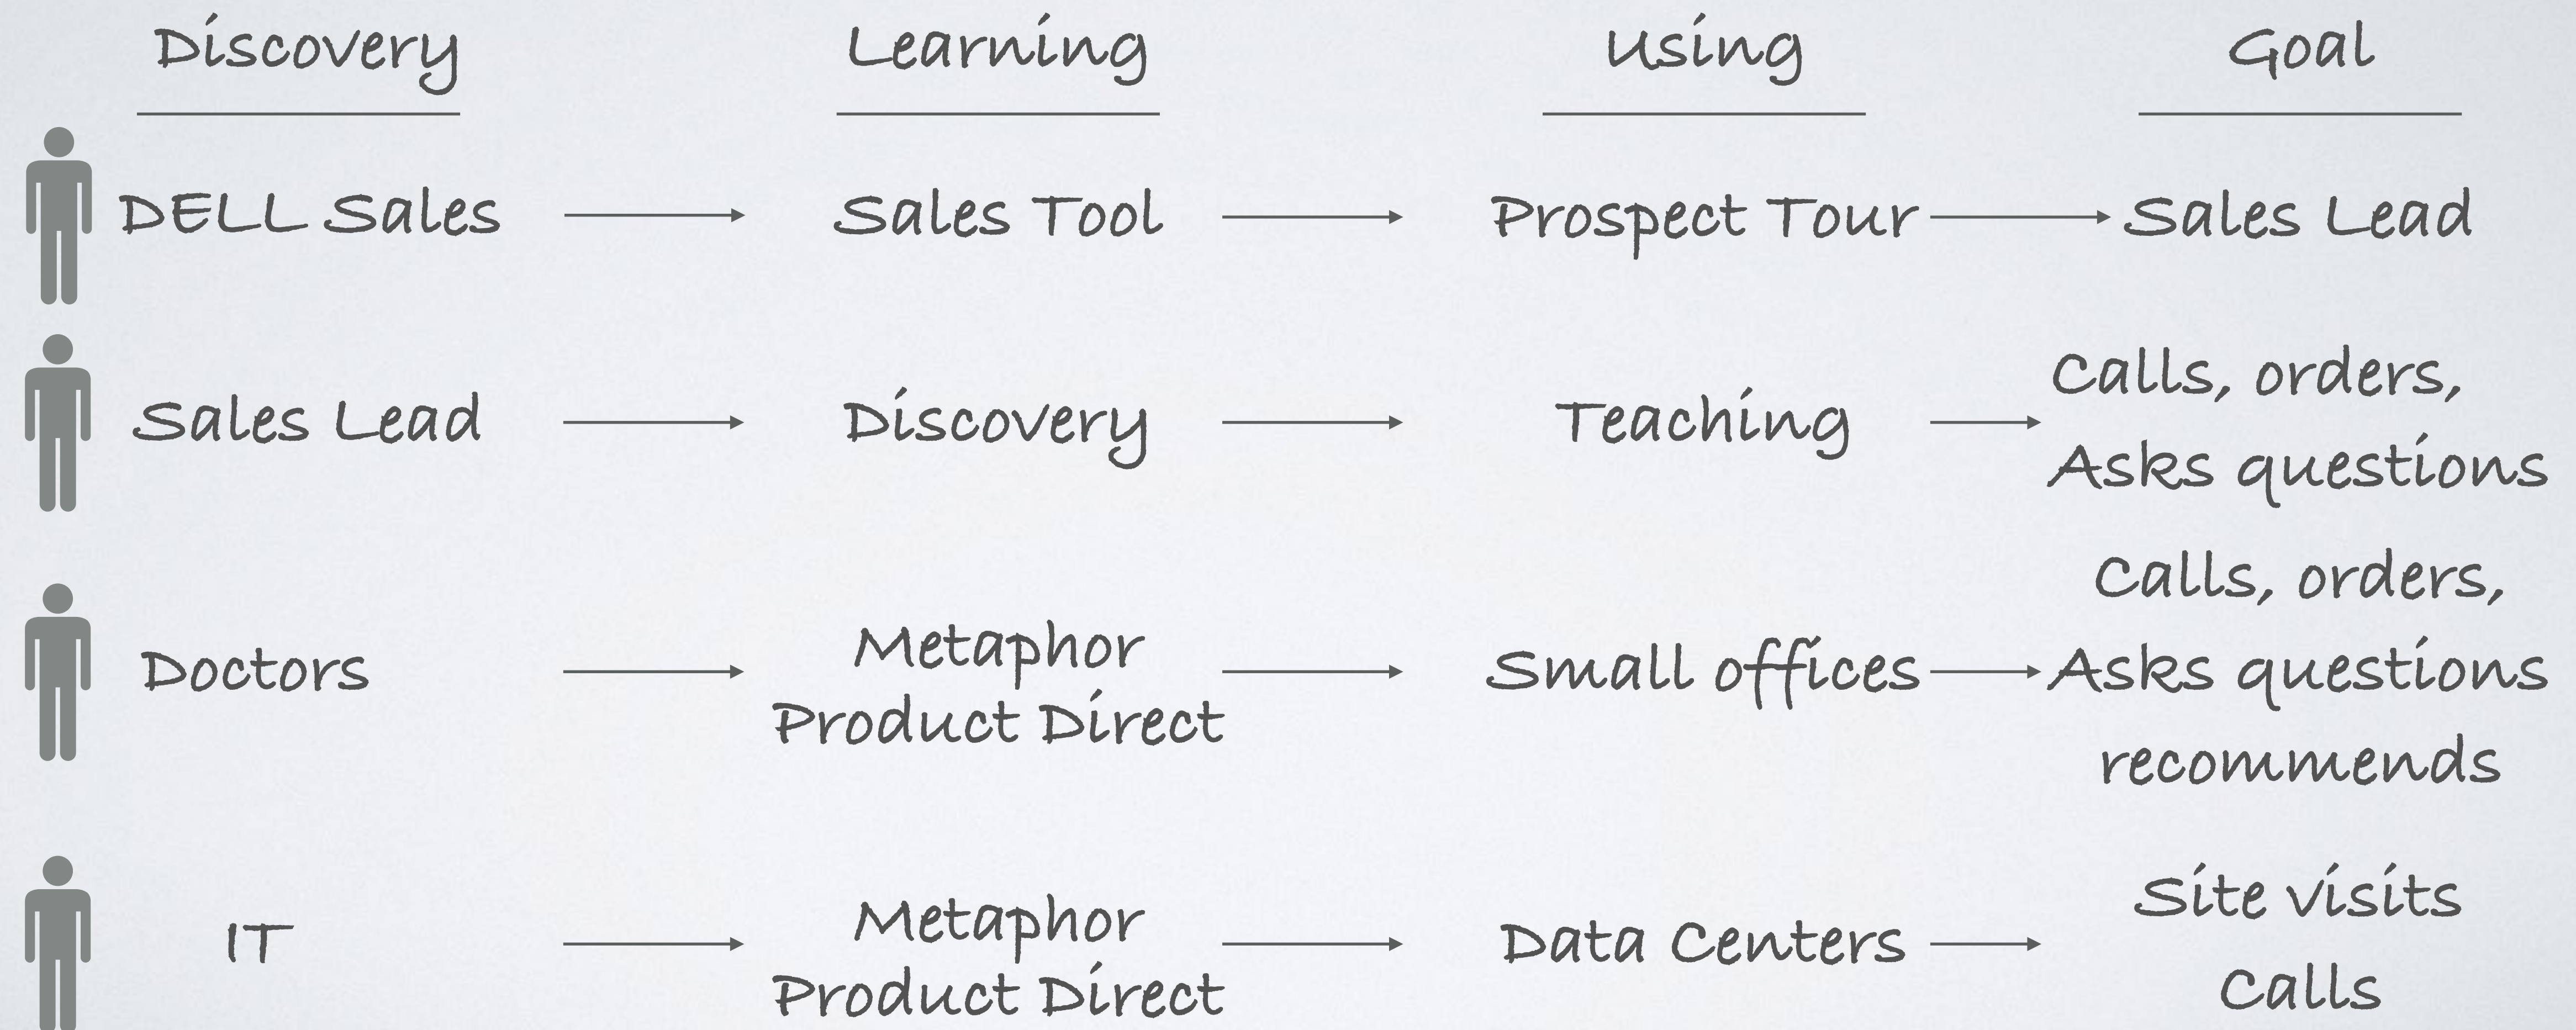 Discovery Learning Using Goal
DELL Sales Sales Tool Prospect Tour Sales Lead
Sales Lead Discovery Teaching Calls, orders,
Asks questions
Doctors Metaphor
Product Direct Small offices Calls, orders,
Asks questions
recommends
IT Metaphor
Product Direct Data Centers Site visits
Calls